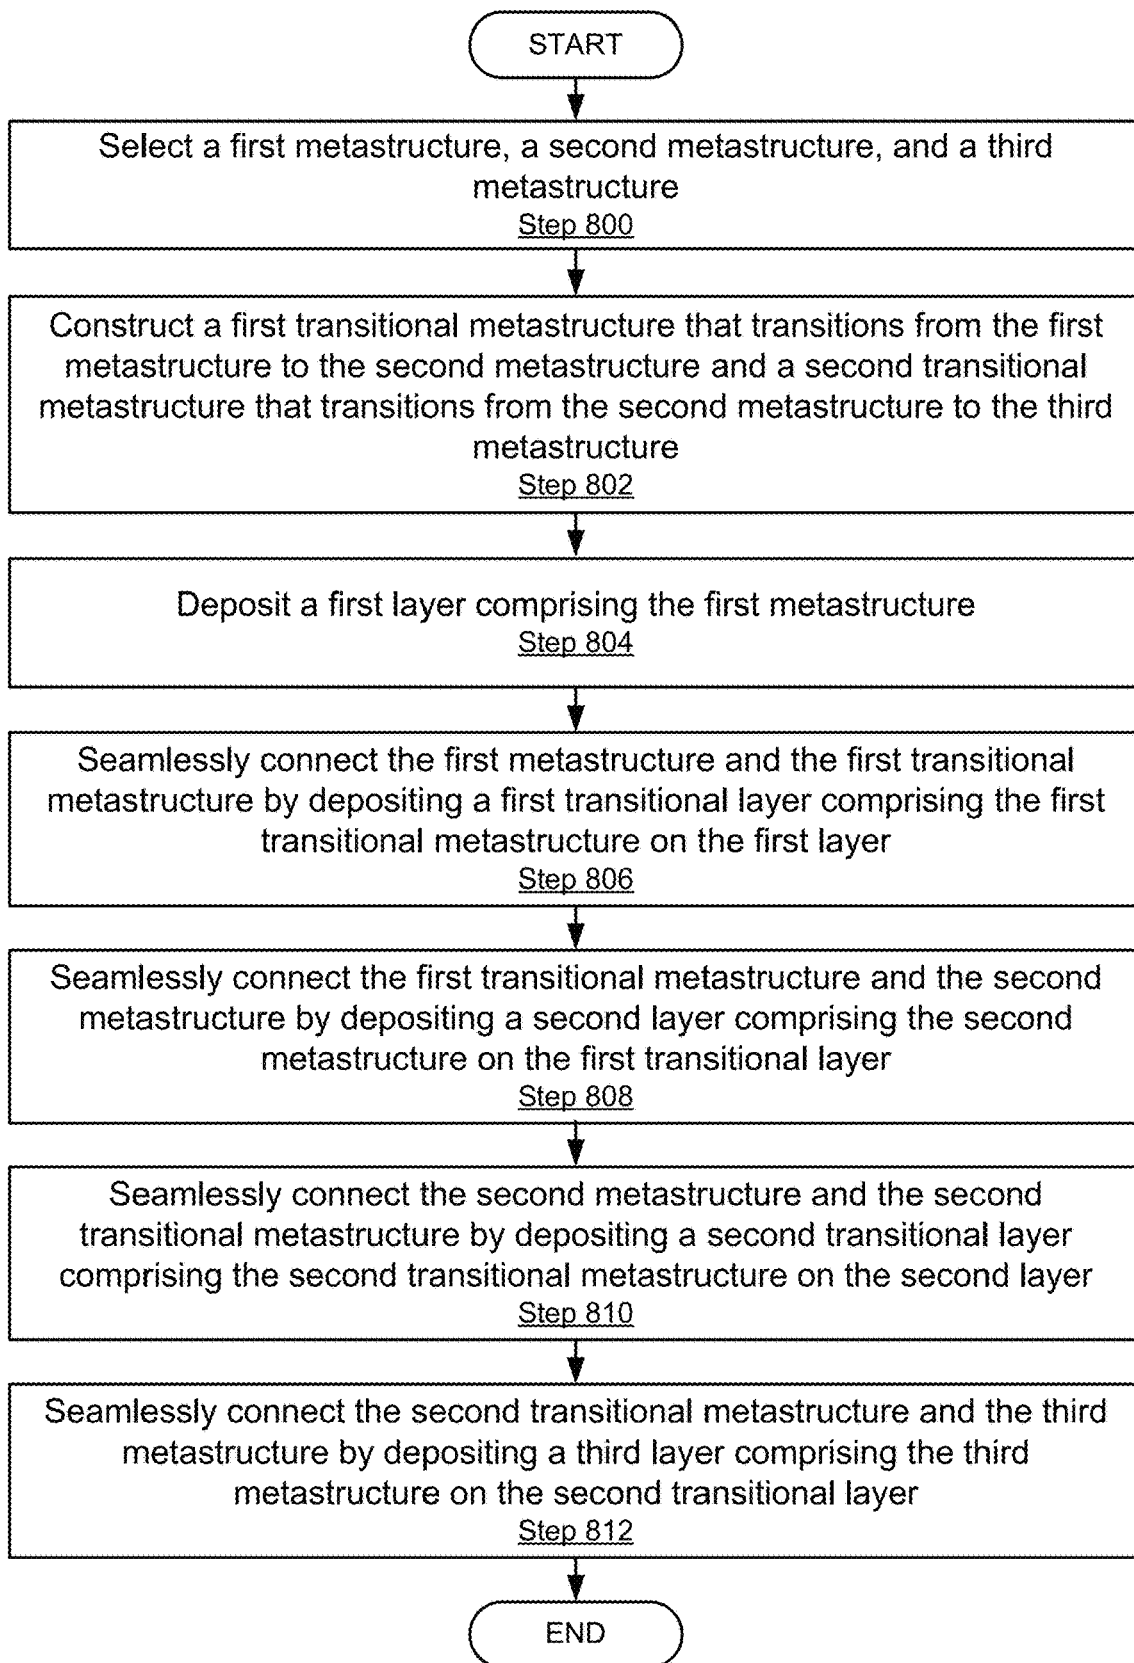 START
Select a first metastructure, a second metastructure, and a third
metastructure
Step 800
Construct a first transitional metastructure that transitions from the first
metastructure to the second metastructure and a second transitional
metastructure that transitions from the second metastructure to the third
metastructure
Step 802
Deposit a first layer comprising the first metastructure
Step 804
Seamlessly connect the first metastructure and the first transitional
metastructure by depositing a first transitional layer comprising the first
transitional metastructure on the first layer
Step 806
Seamlessly connect the first transitional metastructure and the second
metastructure by depositing a second layer comprising the second
metastructure on the first transitional layer
Step 808
Seamlessly connect the second metastructure and the second
transitional metastructure by depositing a second transitional layer
comprising the second transitional metastructure on the second layer
Step 810
Seamlessly connect the second transitional metastructure and the third
metastructure by depositing a third layer comprising the third
metastructure on the second transitional layer
Step 812
END